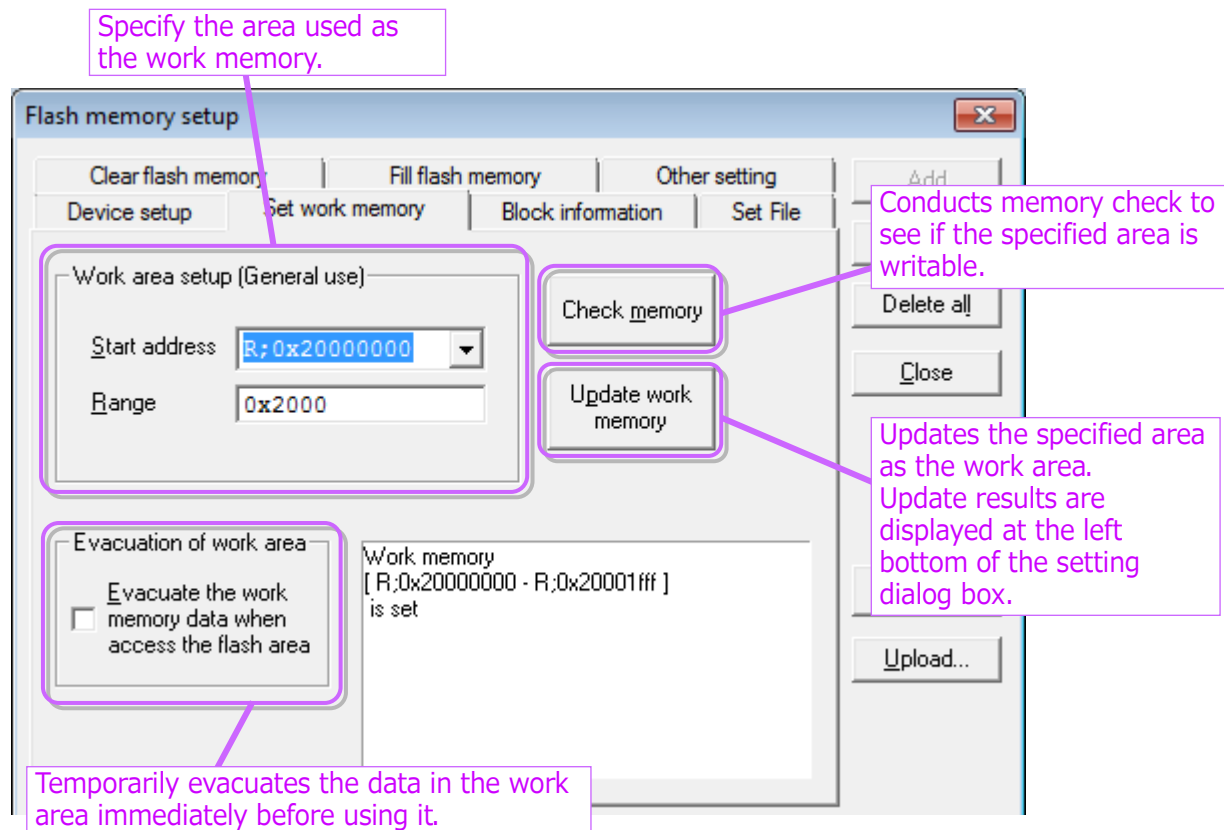 Specify the area used as
the work memory.
Flash memory setup
Clear flash memory
Fill flash memory
Other setting
Add
Device setup
Set work memory
Block information
Set File
Conducts memory check to
see if the specified area is
writable.
Work area setup (General use)
Start address
R;0x20000000
Range
0x2000
Check memory
Update work
memory
Delete all
Close
Updates the specified area
as the work area.
Update results are
displayed at the left
bottom of the setting
dialog box.
Evacuation of work area
Evacuate the work
memory data when
access the flash area
Work memory
[ R;0x20000000 - R;0x20001fff ]
is set
Upload...
Temporarily evacuates the data in the work
area immediately before using it.